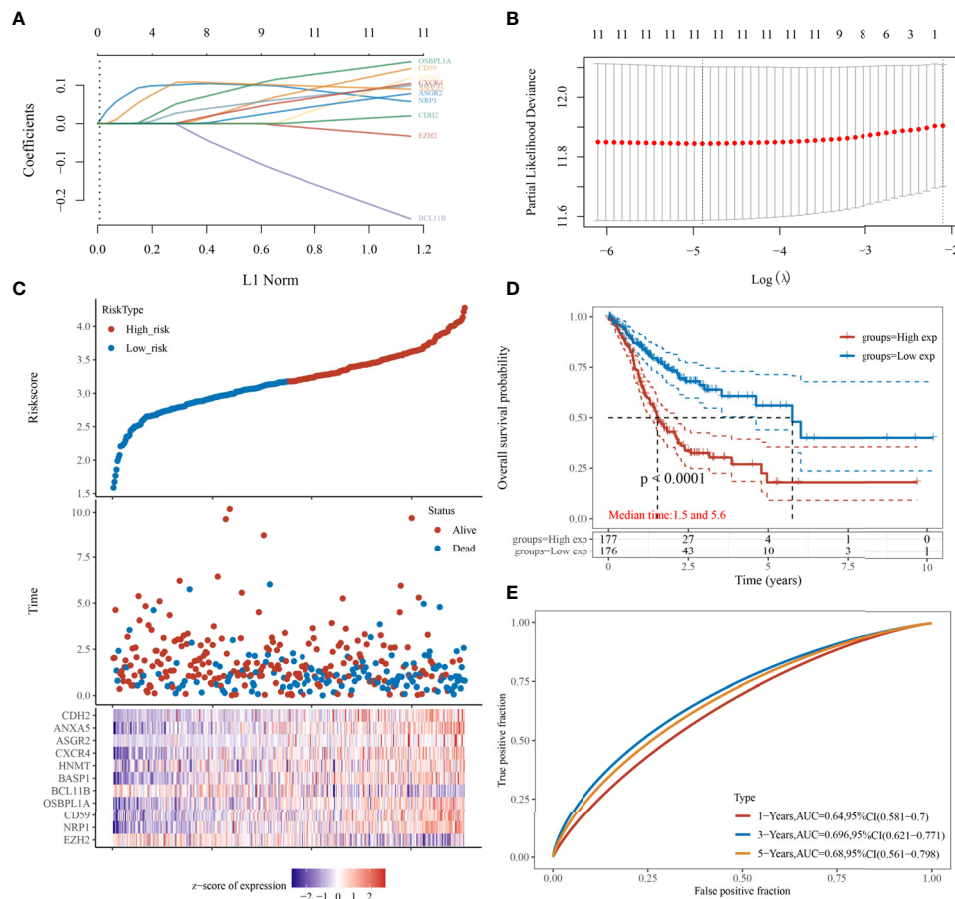 A
0 4 8 9 11 11 11
Coefficients
0.1
0.0
−0.1
−0.2
OSBPL1A
CD59
CXCR4
ASGR2
NRP1
CDH2
EZH2
BCL11B
0.0 0.2 0.4 0.6 0.8 1.0 1.2
L1 Norm
B
11 11 11 11 11 11 11 11 11 11 11 9 8 6 3 1
Partial Likelihood Deviance
12.0
11.8
11.6
−6 −5 −4 −3 −2
Log (λ)
C
RiskType
High_risk
Low_risk
Riskscore
4.0
3.5
3.0
2.5
2.0
1.5
Status
Alive
Dead
Time
10.0
7.5
5.0
2.5
0.0
CDH2
ANXA5
ASGR2
CXCR4
HNMT
BASP1
BCL11B
OSBPL1A
CD59
NRP1
EZH2
z−score of expression
−2 −1 0 1 2
D
Overall survival probability
1.00
0.75
0.50
0.25
0.00
groups=High exp
groups=Low exp
p < 0.0001
Median time:1.5 and 5.6
groups=High exp 177 27 4 1 0
groups=Low exp 176 43 10 3 1
0 2.5 5 7.5 10
Time (years)
E
True positive fraction
1.00
0.75
0.50
0.25
0.00
Type
1−Years,AUC=0.64,95%CI(0.581−0.7)
3−Years,AUC=0.696,95%CI(0.621−0.771)
5−Years,AUC=0.68,95%CI(0.561−0.798)
0.00 0.25 0.50 0.75 1.00
False positive fraction